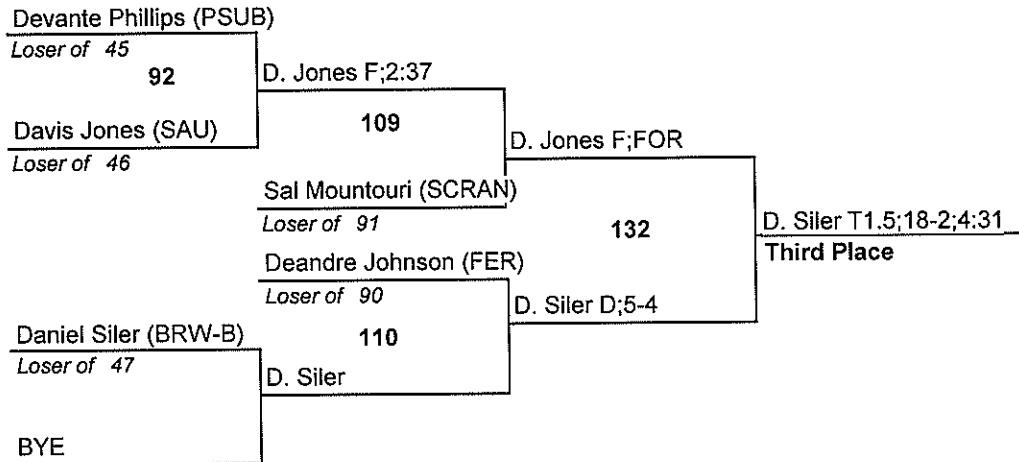 Devante Phillips (PSUB)
Loser of 45
92
D. Jones F;2:37
Davis Jones (SAU)
Loser of 46
109
D. Jones F;FOR
Sal Mountouri (SCRAN)
Loser of 91
132
D. Siler T1.5;18-2;4:31
Third Place
Deandre Johnson (FER)
Loser of 90
D. Siler D;5-4
Daniel Siler (BRW-B)
Loser of 47
110
D. Siler
BYE